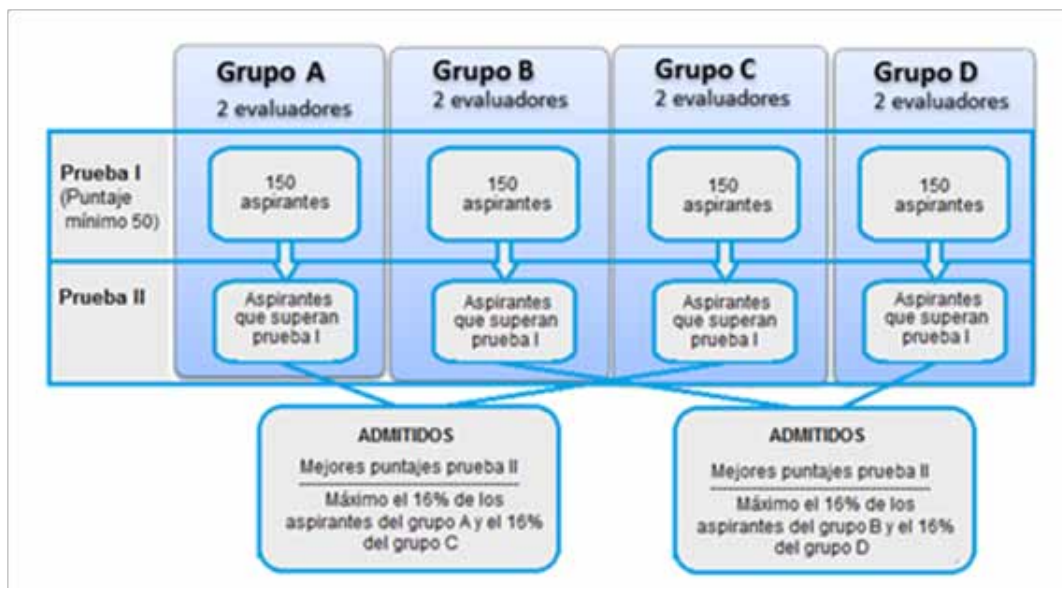 Grupo A
2 evaluadores
Grupo B
2 evaluadores
Grupo C
2 evaluadores
Grupo D
2 evaluadores
Prueba I
(Puntaje
mínimo 50)
150
aspirantes
150
aspirantes
150
aspirantes
150
aspirantes
Prueba II
Aspirantes
que superan
prueba I
Aspirantes
que superan
prueba I
Aspirantes
que superan
prueba I
Aspirantes
que superan
prueba I
ADMITIDOS
Mejores puntajes prueba II
Máximo el 16% de los
aspirantes del grupo A y el 16%
del grupo C
ADMITIDOS
Mejores puntajes prueba II
Máximo el 16% de los
aspirantes del grupo B y el 16%
del grupo D